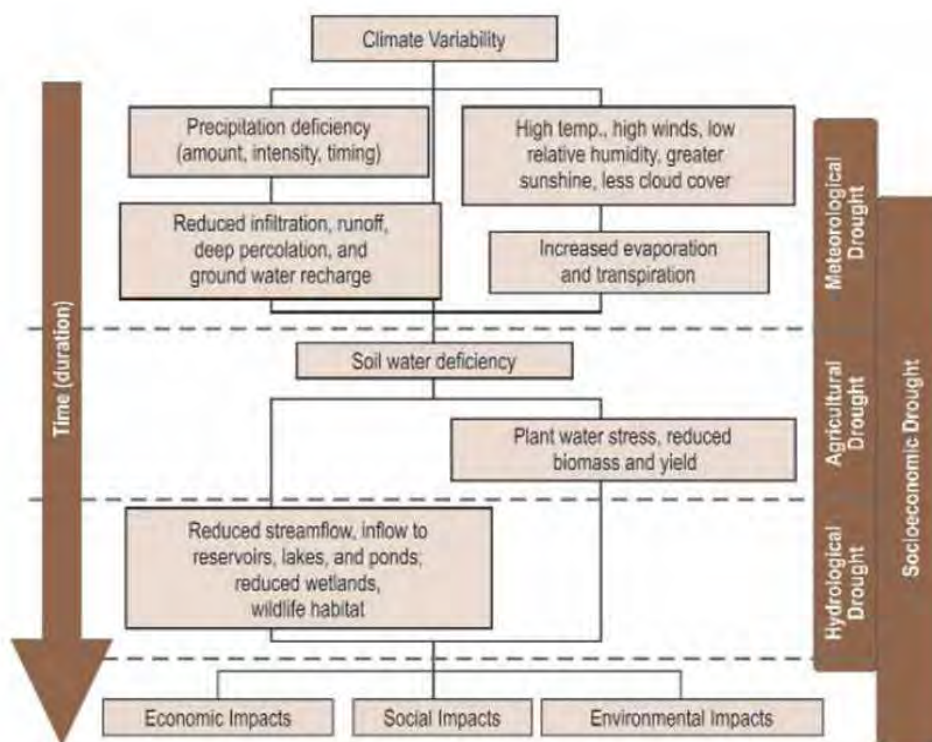 Climate Variability
Precipitation deficiency
(amount, intensity, timing)
High temp., high winds, low
relative humidity, greater
sunshine, less cloud cover
Reduced infiltration, runoff,
deep percolation, and
ground water recharge
Increased evaporation
and transpiration
Soil water deficiency
Plant water stress, reduced
biomass and yield
Reduced streamflow, inflow to
reservoirs, lakes, and ponds;
reduced wetlands,
wildlife habitat
Economic Impacts
Social Impacts
Environmental Impacts
Time (duration)
Meteorological
Drought
Agricultural
Drought
Hydrological
Drought
Socioeconomic Drought